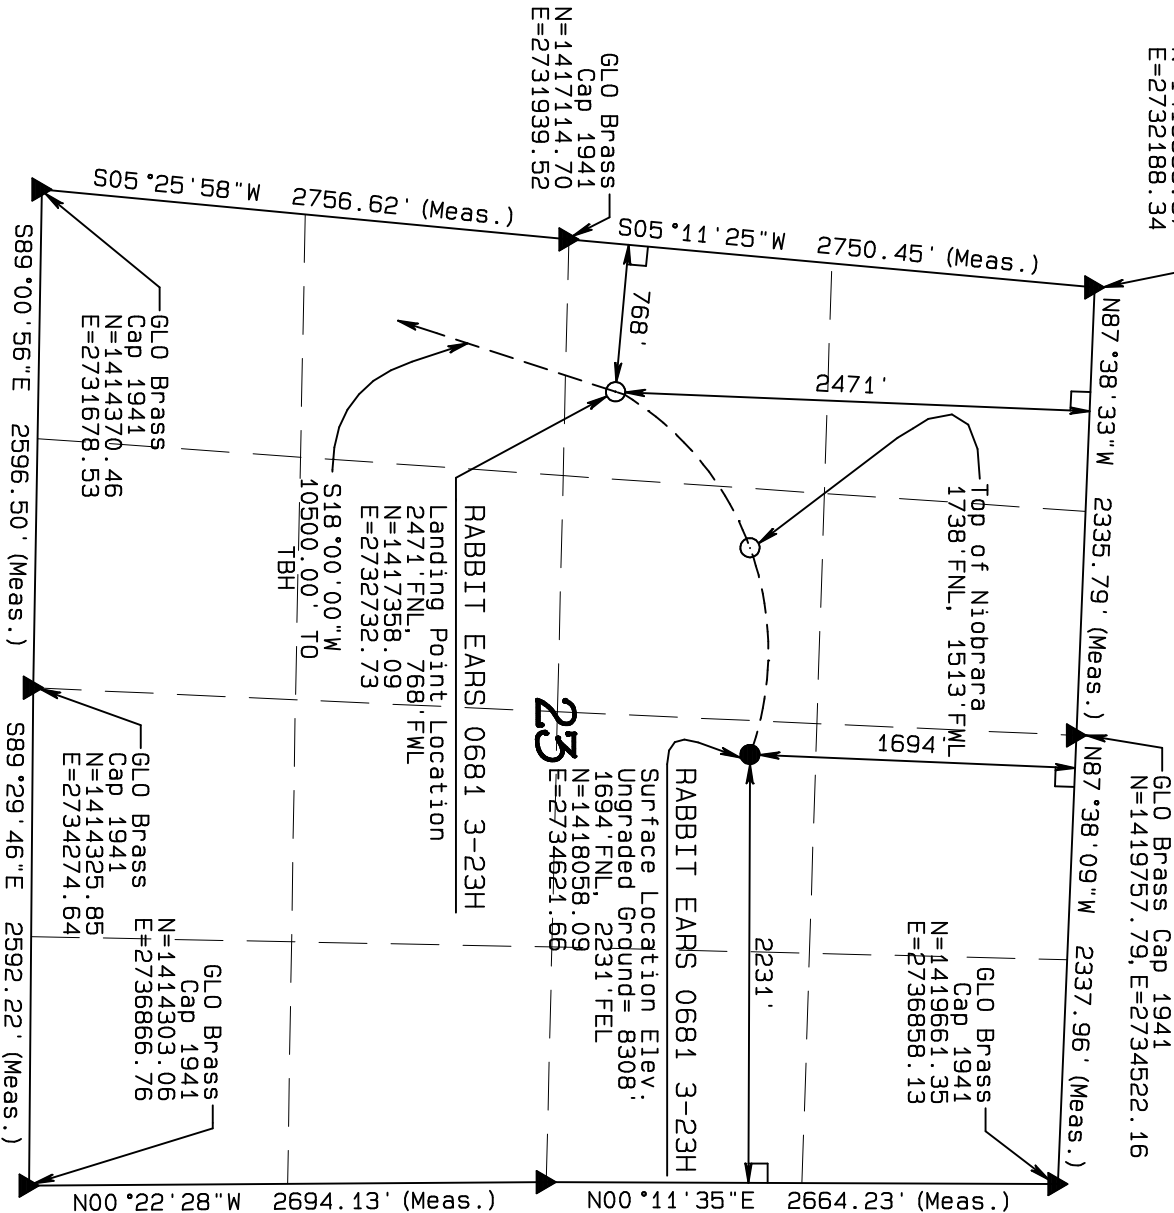 E=2732188.34
GLO Brass
Cap 1941
N=1417114.70
E=2731939.52
S05°25'58"W 2756.62' (Meas.)
S05°11'25"W 2750.45' (Meas.)
N87°38'33"W 2335.79' (Meas.)
N87°38'09"W 2337.96' (Meas.)
GLO Brass Cap 1941
N=1419757.79, E=2734522.16
768'
2471'
Top of Niobrara
1738'FNL, 1513'FWL
1694'
2231'
GLO Brass
Cap 1941
N=1419661.35
E=2736858.13
RABBIT EARS 0681 3-23H
Surface Location Elev.
Ungraded Ground= 8308'
1694'FNL, 2231'FEL
N=1418058.09
E=2734621.66
23
RABBIT EARS 0681 3-23H
Landing Point Location
2471'FNL, 768'FWL
N=1417358.09
E=2732732.73
S18°00'00"W
10500.00' TO
TBH
GLO Brass
Cap 1941
N=1414370.46
E=2731678.53
GLO Brass
Cap 1941
N=1414325.85
E=2734274.64
GLO Brass
Cap 1941
N=1414303.06
E=2736866.76
S89°00'56"E 2596.50' (Meas.)
S89°29'46"E 2592.22' (Meas.)
N00°22'28"W 2694.13' (Meas.)
N00°11'35"E 2664.23' (Meas.)